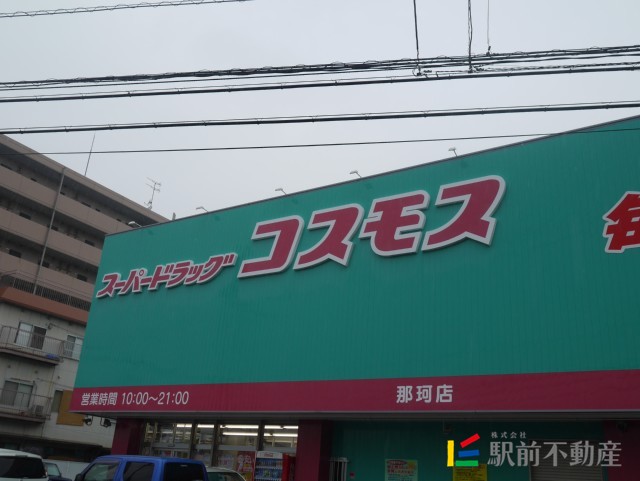 スーパードラッグ コスモス
毎
営業時間 10:00～21:00
那珂店
株式会社
駅前不動産